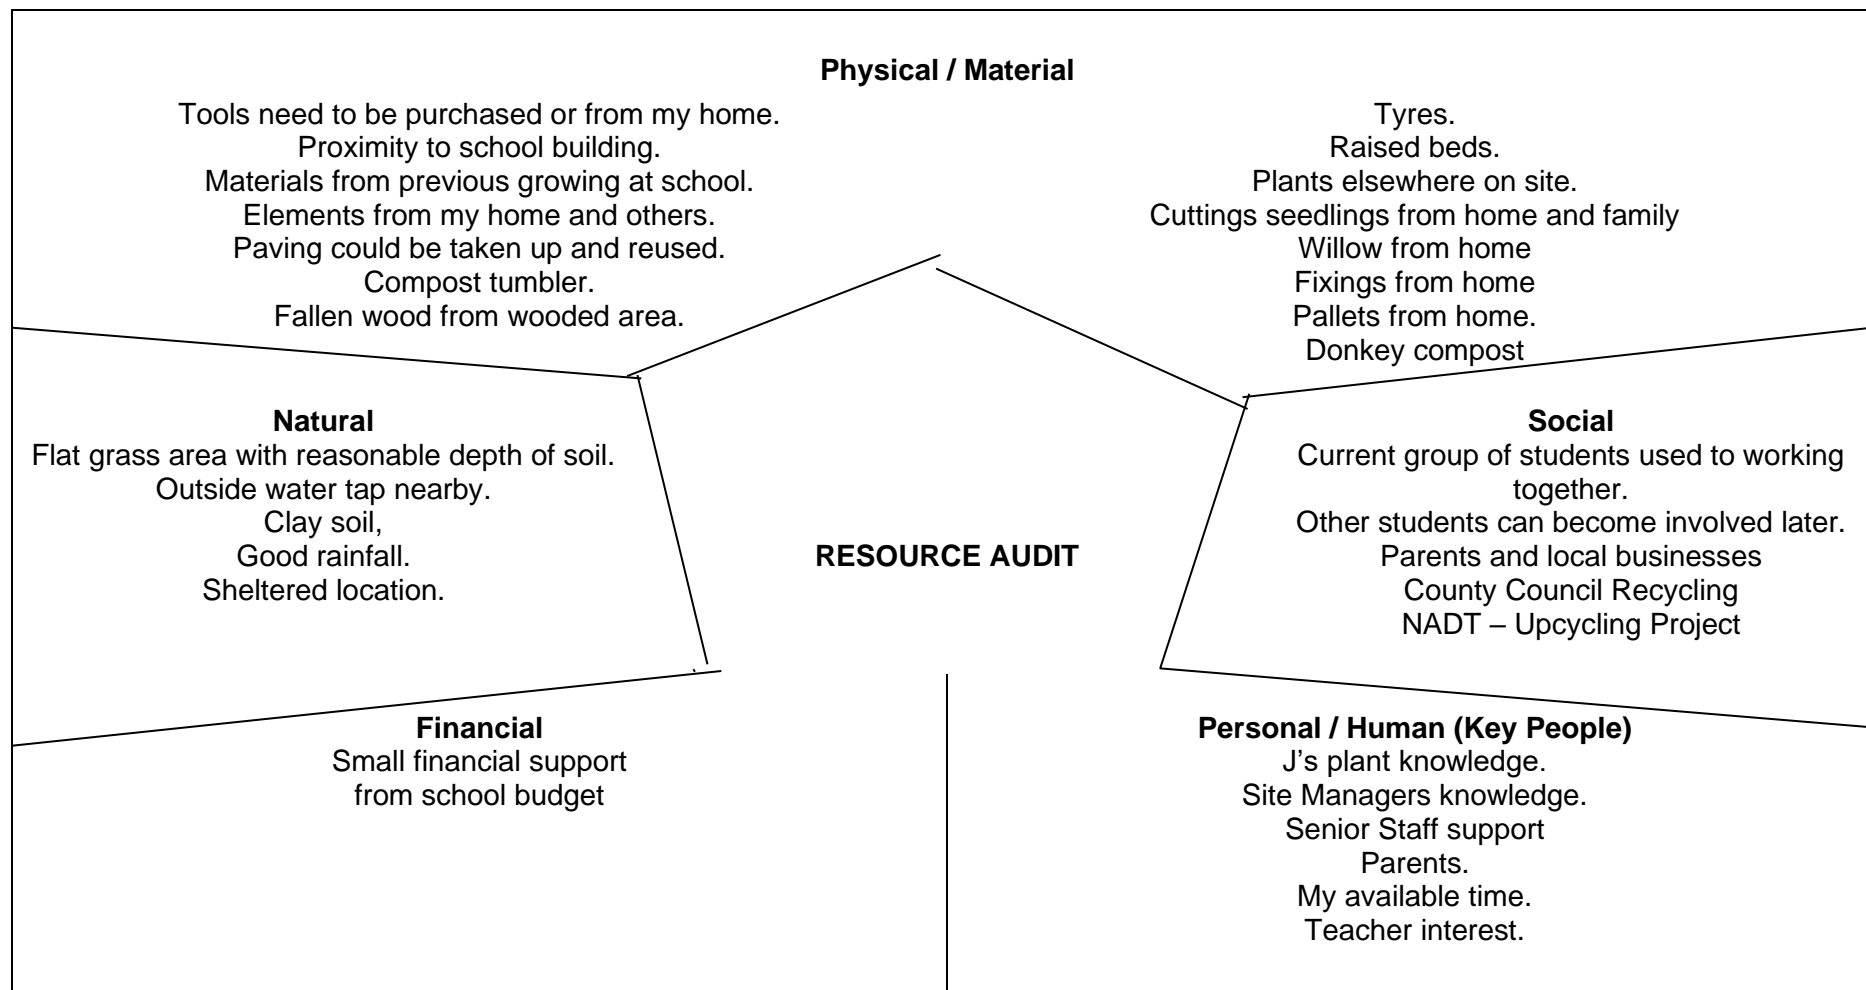 Physical / Material
Tools need to be purchased or from my home.
Proximity to school building.
Materials from previous growing at school.
Elements from my home and others.
Paving could be taken up and reused.
Compost tumbler.
Fallen wood from wooded area.
Tyres.
Raised beds.
Plants elsewhere on site.
Cuttings seedlings from home and family
Willow from home
Fixings from home
Pallets from home.
Donkey compost
Natural
Flat grass area with reasonable depth of soil.
Outside water tap nearby.
Clay soil,
Good rainfall.
Sheltered location.
RESOURCE AUDIT
Social
Current group of students used to working
together.
Other students can become involved later.
Parents and local businesses
County Council Recycling
NADT – Upcycling Project
Financial
Small financial support
from school budget
Personal / Human (Key People)
J’s plant knowledge.
Site Managers knowledge.
Senior Staff support
Parents.
My available time.
Teacher interest.